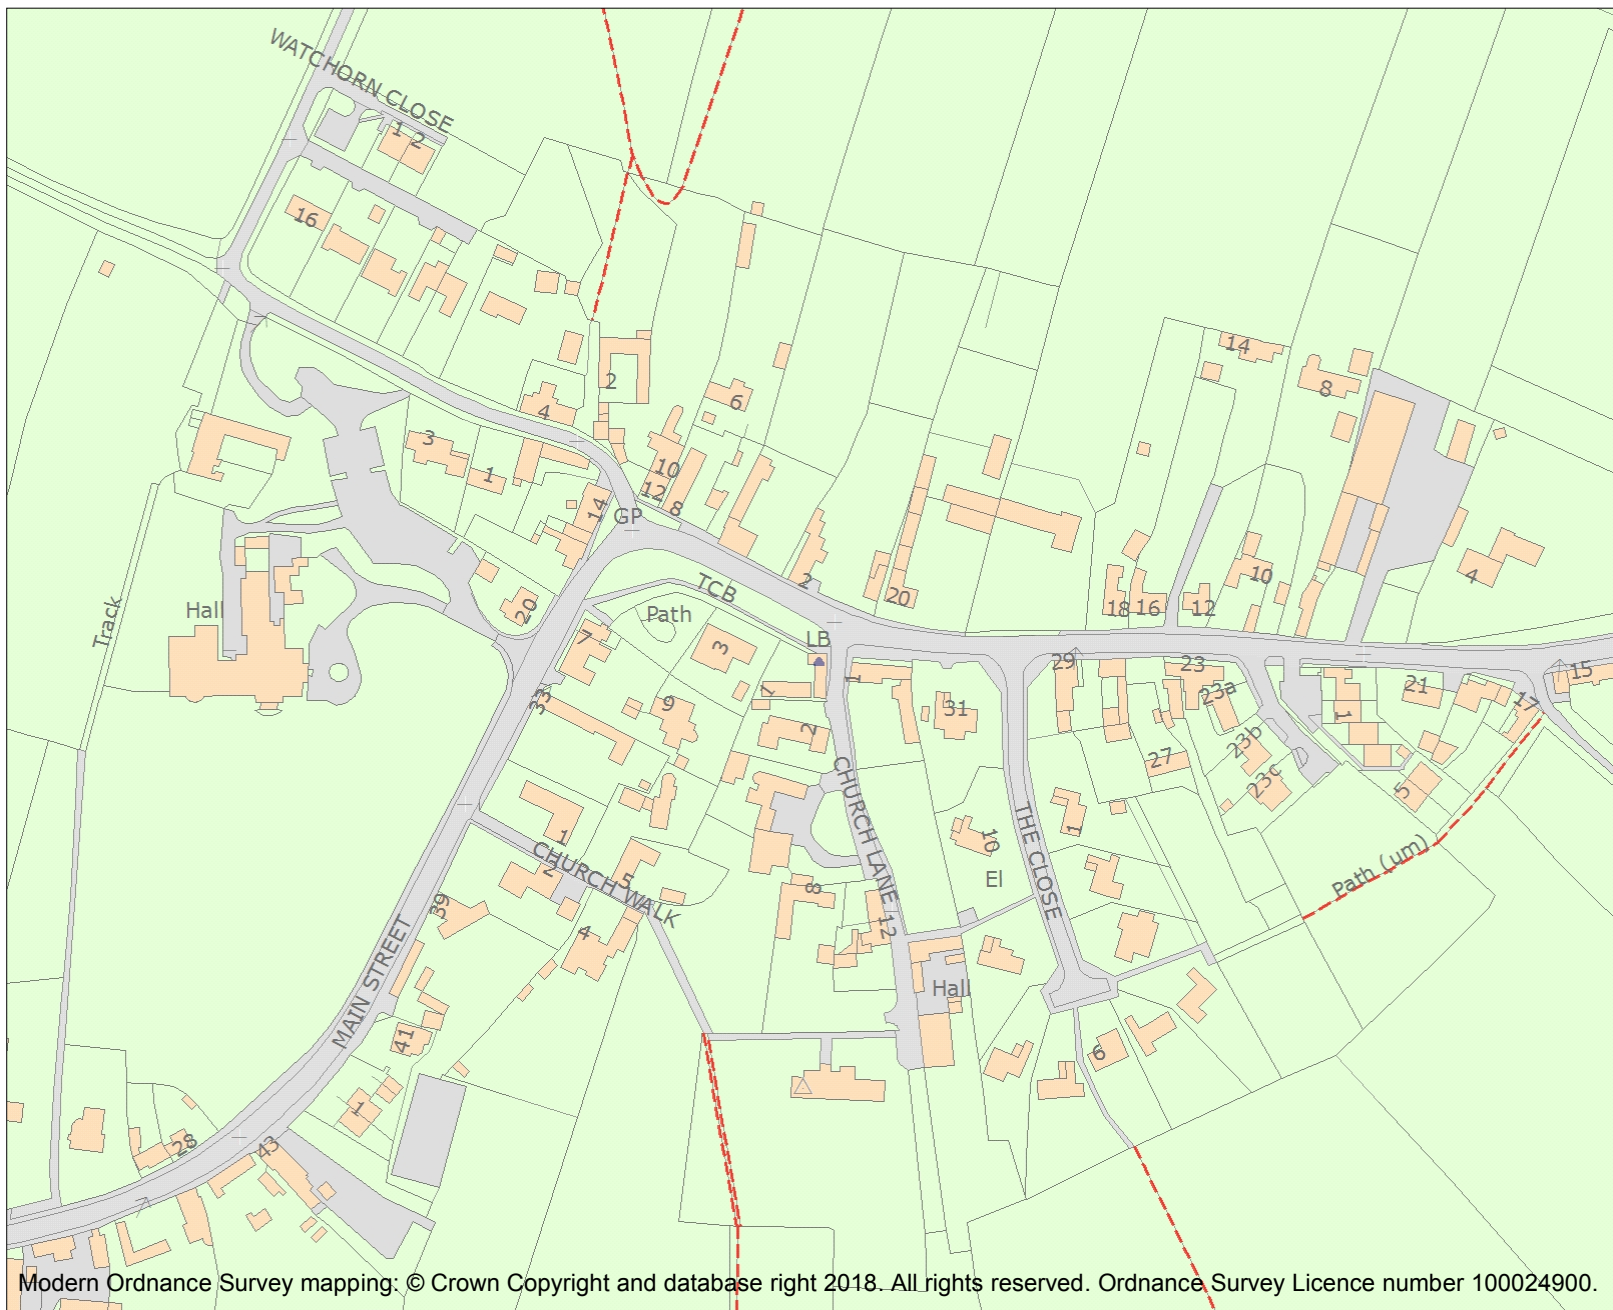 WATCHORN CLOSE
1 2
16
2
4
6
3
1
10
12
8
14
GP
14
8
2
20
18 16
12
10
4
TCB
Hall
Track
20
Path
7
3
LB
1
1
29
23
23a
31
21
17
15
33
9
2
1
27
23b
23c
5
CHURCH LANE
THE CLOSE
1
10
El
1
CHURCH WALK
2
5
8
12
39
4
Path (um)
MAIN STREET
Hall
41
6
1
28
43
Modern Ordnance Survey mapping: © Crown Copyright and database right 2018. All rights reserved. Ordnance Survey Licence number 100024900.